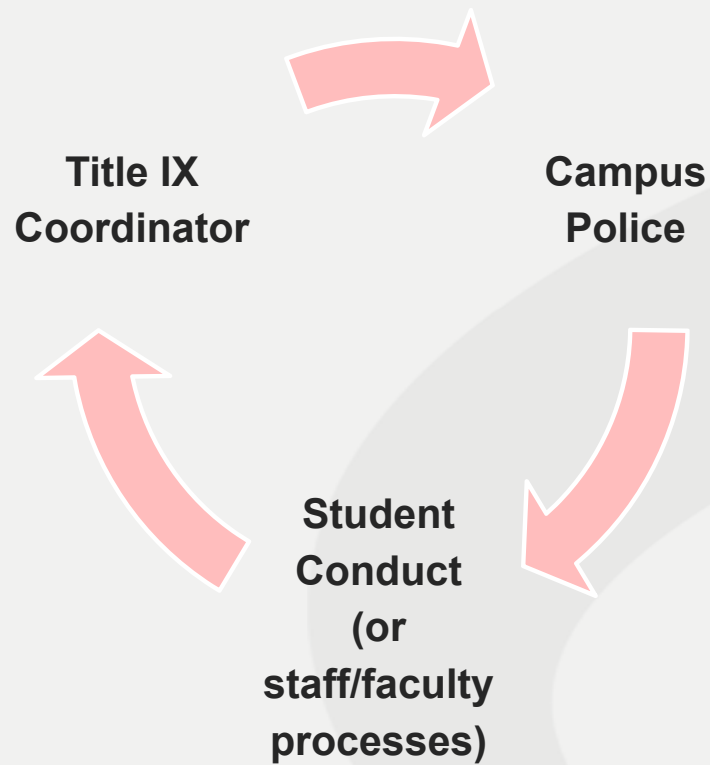 Title IX
Coordinator
Campus
Police
Student
Conduct
(or
staff/faculty
processes)